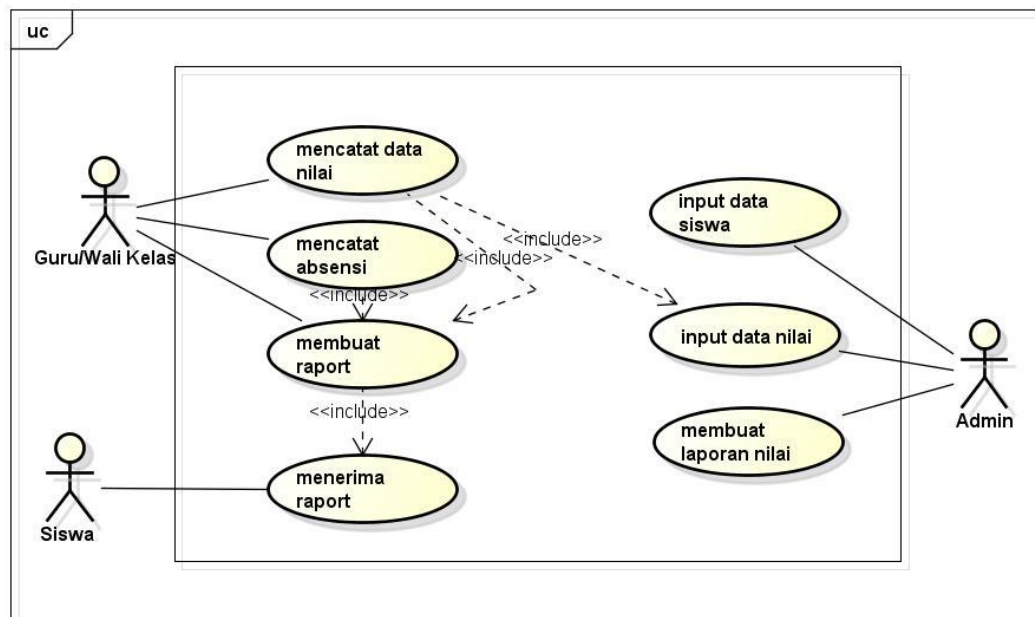 uc
mencatat data
nilai
input data
siswa
<<include>>
Guru/Wali Kelas
mencatat
absensi
<<include>>
<<include>>
membuat
raport
input data nilai
<<include>>
Admin
membuat
laporan nilai
menerima
raport
Siswa